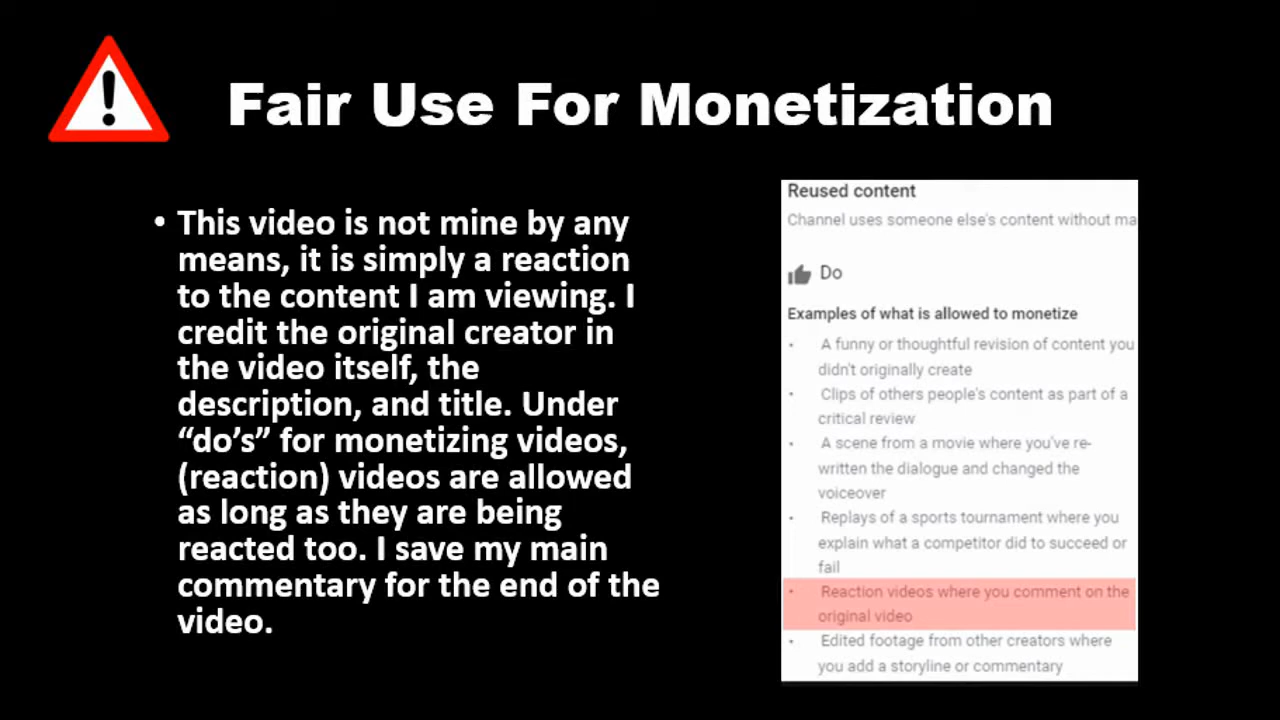 Fair Use For Monetization
• This video is not mine by any
means, it is simply a reaction
to the content I am viewing. I
credit the original creator in
the video itself, the
description, and title. Under
“do’s” for monetizing videos,
(reaction) videos are allowed
as long as they are being
reacted too. I save my main
commentary for the end of the
video.
Reused content
Channel uses someone else's content without ma
Do
Examples of what is allowed to monetize
• A funny or thoughtful revision of content you
didn't originally create
• Clips of others people's content as part of a
critical review
• A scene from a movie where you've re-
written the dialogue and changed the
voiceover
• Replays of a sports tournament where you
explain what a competitor did to succeed or
fail
• Reaction videos where you comment on the
original video
• Edited footage from other creators where
you add a storyline or commentary